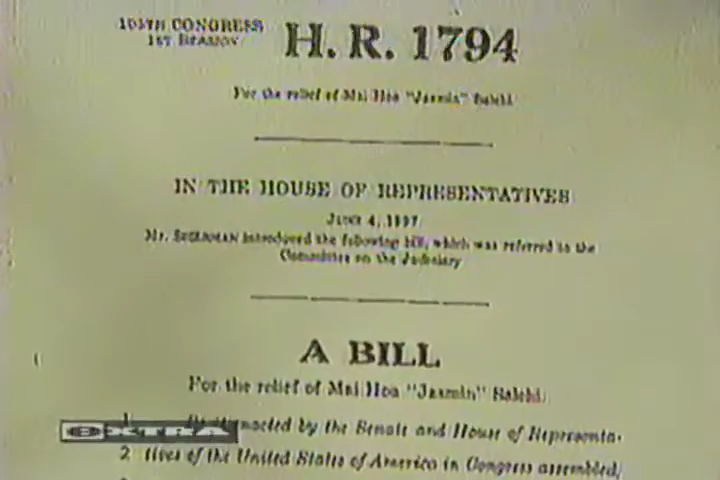 105TH CONGRESS
1ST SESSION
H. R. 1794
For the relief of Mai Hoa "Jasmin" Salehi.
IN THE HOUSE OF REPRESENTATIVES
JUNE 4, 1997
Mr. SHERMAN introduced the following bill; which was referred to the
Committee on the Judiciary
A BILL
For the relief of Mai Hoa "Jasmin" Salehi.
1 Be it enacted by the Senate and House of Representa-
2 tives of the United States of America in Congress assembled,
EXTRA